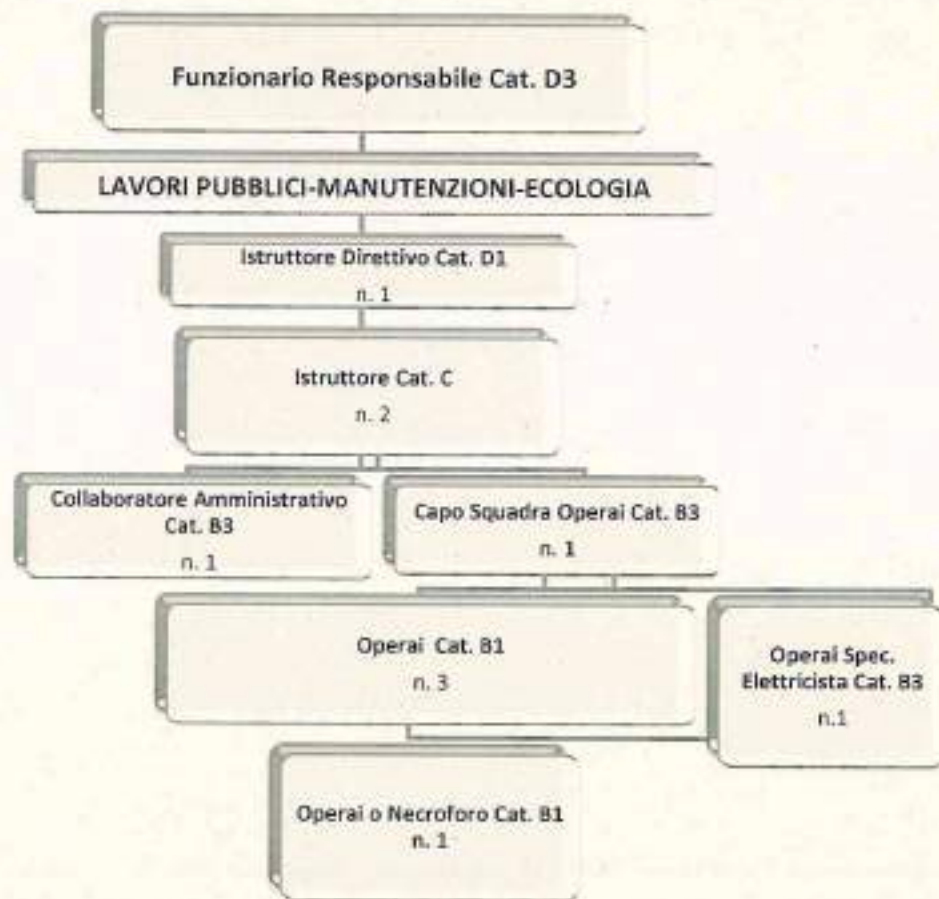 Funzionario Responsabile Cat. D3
LAVORI PUBBLICI-MANUTENZIONI-ECOLOGIA
Istruttore Direttivo Cat. D1
n. 1
Istruttore Cat. C
n. 2
Collaboratore Amministrativo
Cat. B3
n. 1
Capo Squadra Operai Cat. B3
n. 1
Operai Cat. B1
n. 3
Operai Spec.
Elettricista Cat. B3
n.1
Operai o Necroforo Cat. B1
n. 1